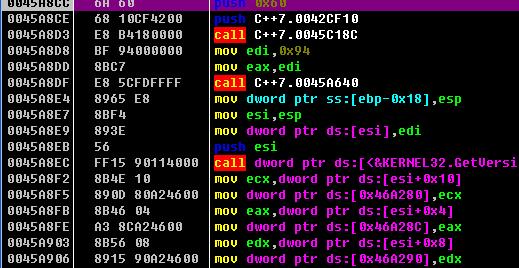 0045A8CC 6A 60 push 0x60
0045A8CE 68 10CF4200 push C++7.0042CF10
0045A8D3 E8 B4180000 call C++7.0045C18C
0045A8D8 BF 94000000 mov edi,0x94
0045A8DD 8BC7 mov eax,edi
0045A8DF E8 5CFDFFFF call C++7.0045A640
0045A8E4 8965 E8 mov dword ptr ss:[ebp-0x18],esp
0045A8E7 8BF4 mov esi,esp
0045A8E9 893E mov dword ptr ds:[esi],edi
0045A8EB 56 push esi
0045A8EC FF15 90114000 call dword ptr ds:[<&KERNEL32.GetVersi
0045A8F2 8B4E 10 mov ecx,dword ptr ds:[esi+0x10]
0045A8F5 890D 80A24600 mov dword ptr ds:[0x46A280],ecx
0045A8FB 8B46 04 mov eax,dword ptr ds:[esi+0x4]
0045A8FE A3 8CA24600 mov dword ptr ds:[0x46A28C],eax
0045A903 8B56 08 mov edx,dword ptr ds:[esi+0x8]
0045A906 8915 90A24600 mov dword ptr ds:[0x46A290],edx